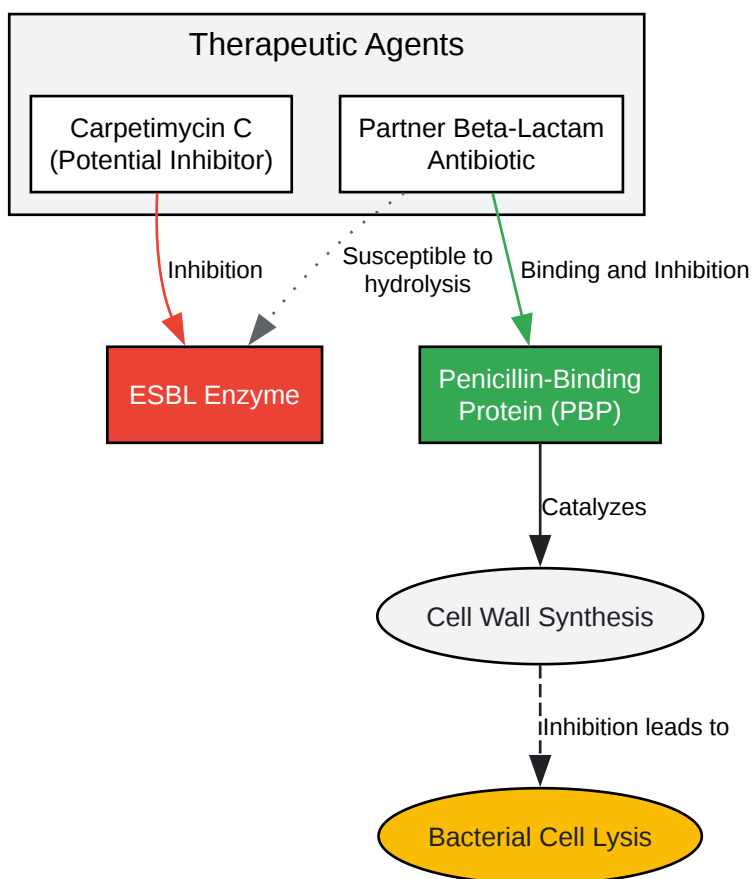 Therapeutic Agents
Carpetimycin C
(Potential Inhibitor)
Partner Beta-Lactam
Antibiotic
Inhibition
Susceptible to
hydrolysis
Binding and Inhibition
ESBL Enzyme
Penicillin-Binding
Protein (PBP)
Catalyzes
Cell Wall Synthesis
Inhibition leads to
Bacterial Cell Lysis